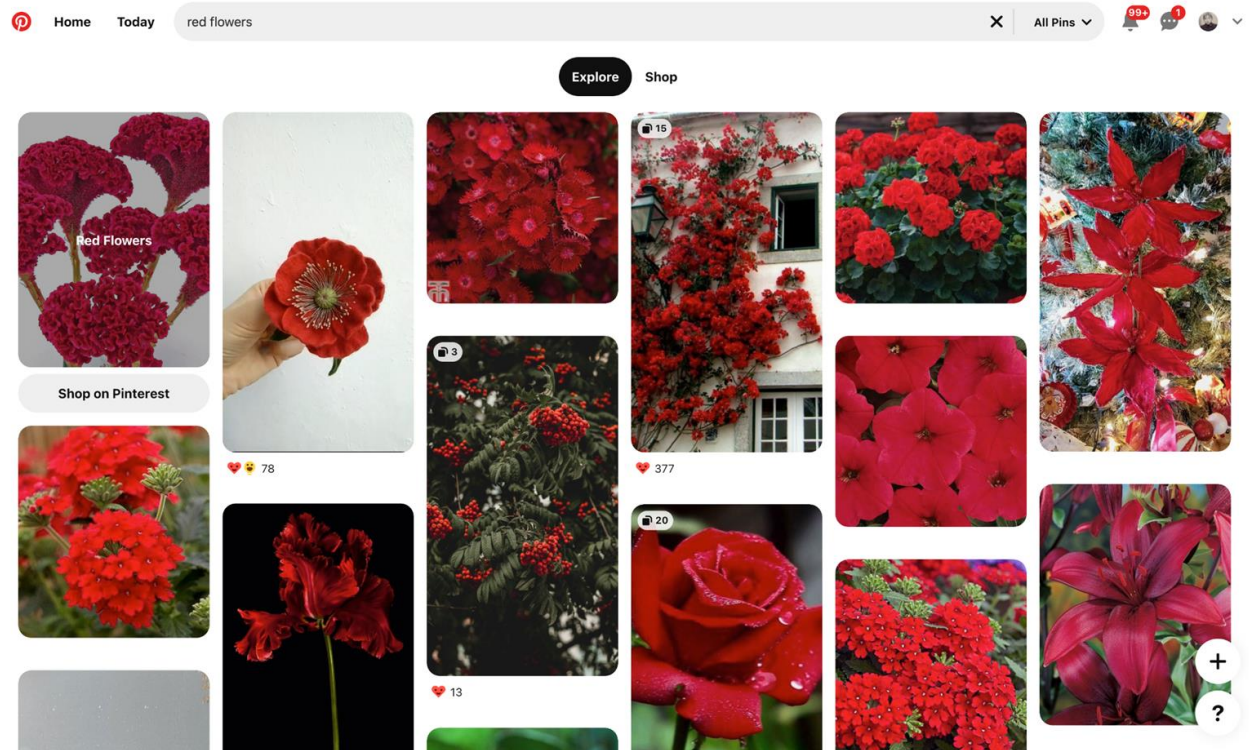 Home
Today
red flowers
All Pins
99+
1
Explore
Shop
Red Flowers
Shop on Pinterest
78
3
13
15
377
20
+
?